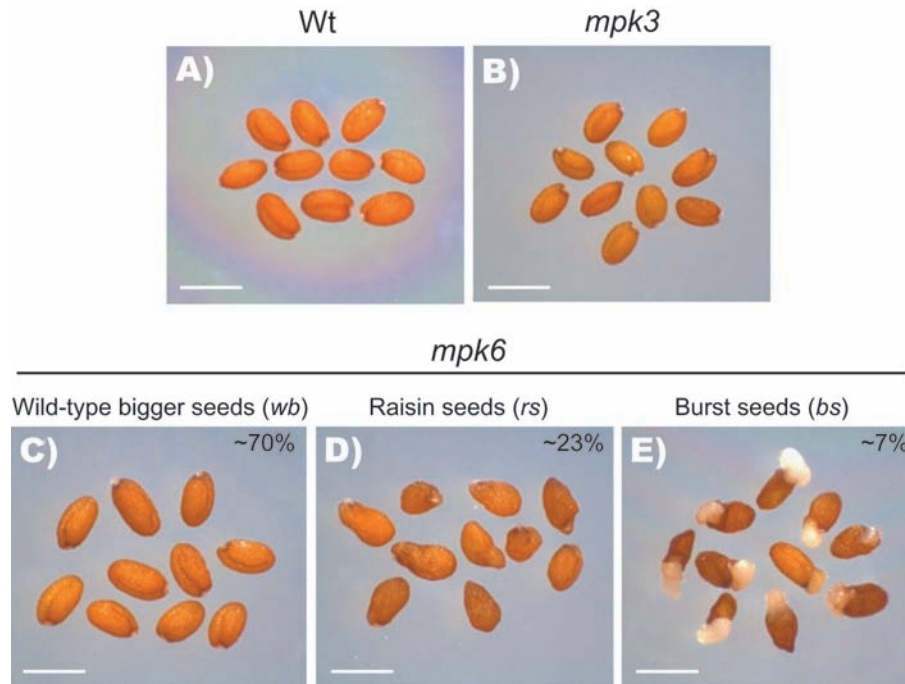 Wt
mpk3
A)
B)
mpk6
Wild-type bigger seeds (wb)
Raisin seeds (rs)
Burst seeds (bs)
C)
~70%
D)
~23%
E)
~7%